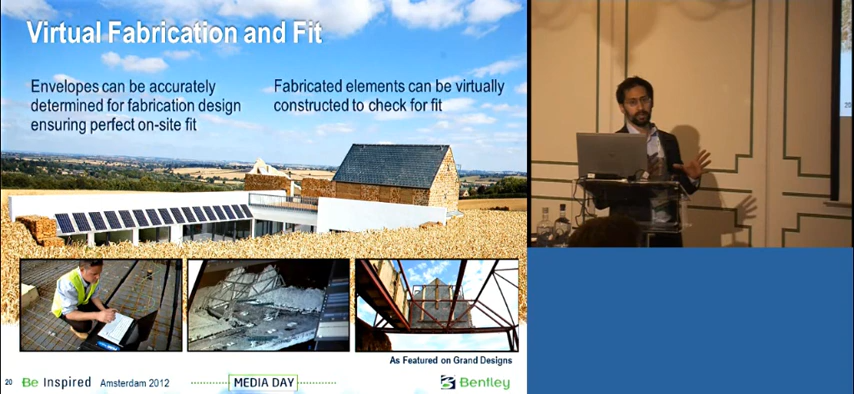 Virtual Fabrication and Fit
Envelopes can be accurately
determined for fabrication design
ensuring perfect on-site fit
Fabricated elements can be virtually
constructed to check for fit
As Featured on Grand Designs
20 Be Inspired Amsterdam 2012 MEDIA DAY Bentley
20